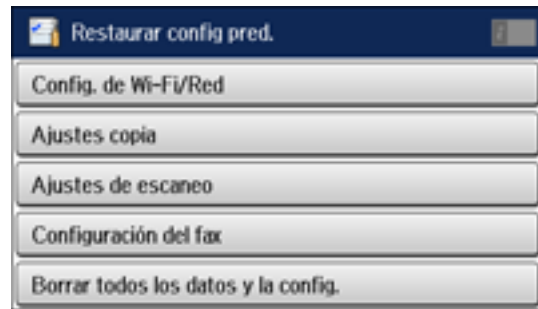 Restaurar config pred.
Config. de Wi-Fi/Red
Ajustes copia
Ajustes de escaneo
Configuración del fax
Borrar todos los datos y la config.